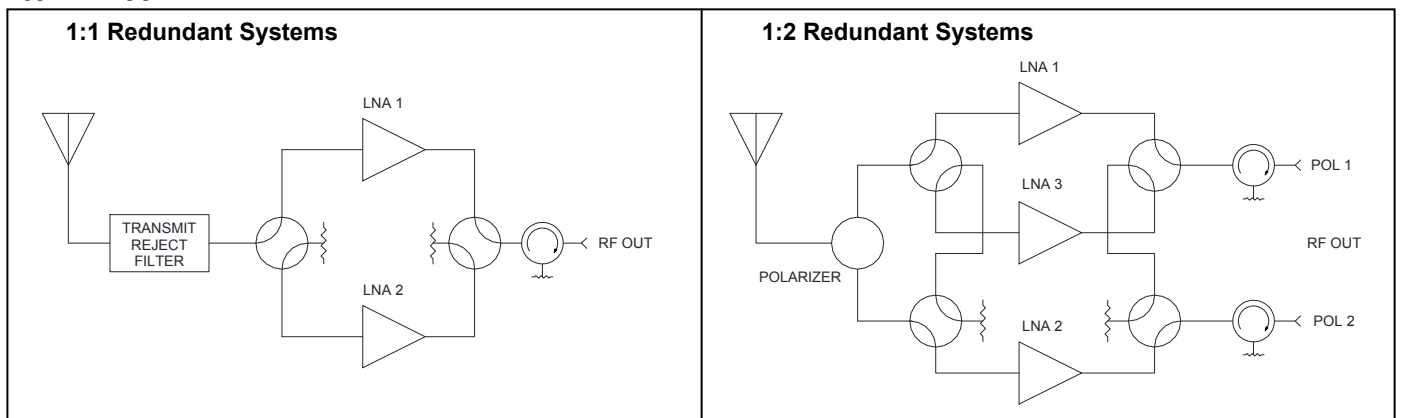 1:1 Redundant Systems
LNA 1
TRANSMIT
REJECT
FILTER
RF OUT
LNA 2
1:2 Redundant Systems
LNA 1
POL 1
LNA 3
RF OUT
POLARIZER
LNA 2
POL 2